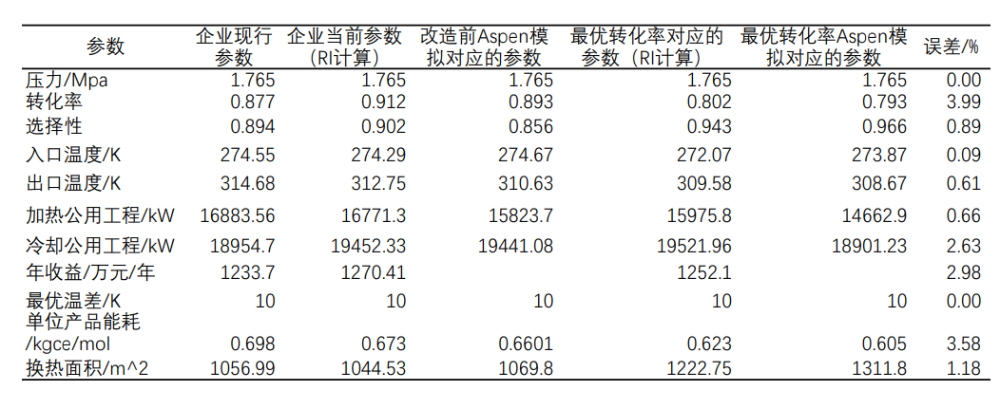 参数 企业现行参数 企业当前参数（RI计算） 改造前Aspen模拟对应的参数 最优转化率对应的参数（RI计算） 最优转化率Aspen模拟对应的参数 误差/%
压力/Mpa 1.765 1.765 1.765 1.765 1.765 0.00
转化率 0.877 0.912 0.893 0.802 0.793 3.99
选择性 0.894 0.902 0.856 0.943 0.966 0.89
入口温度/K 274.55 274.29 274.67 272.07 273.87 0.09
出口温度/K 314.68 312.75 310.63 309.58 308.67 0.61
加热公用工程/kW 16883.56 16771.3 15823.7 15975.8 14662.9 0.66
冷却公用工程/kW 18954.7 19452.33 19441.08 19521.96 18901.23 2.63
年收益/万元/年 1233.7 1270.41 1252.1 2.98
最优温差/K 10 10 10 10 10 0.00
单位产品能耗
/kgce/mol 0.698 0.673 0.6601 0.623 0.605 3.58
换热面积/m^2 1056.99 1044.53 1069.8 1222.75 1311.8 1.18